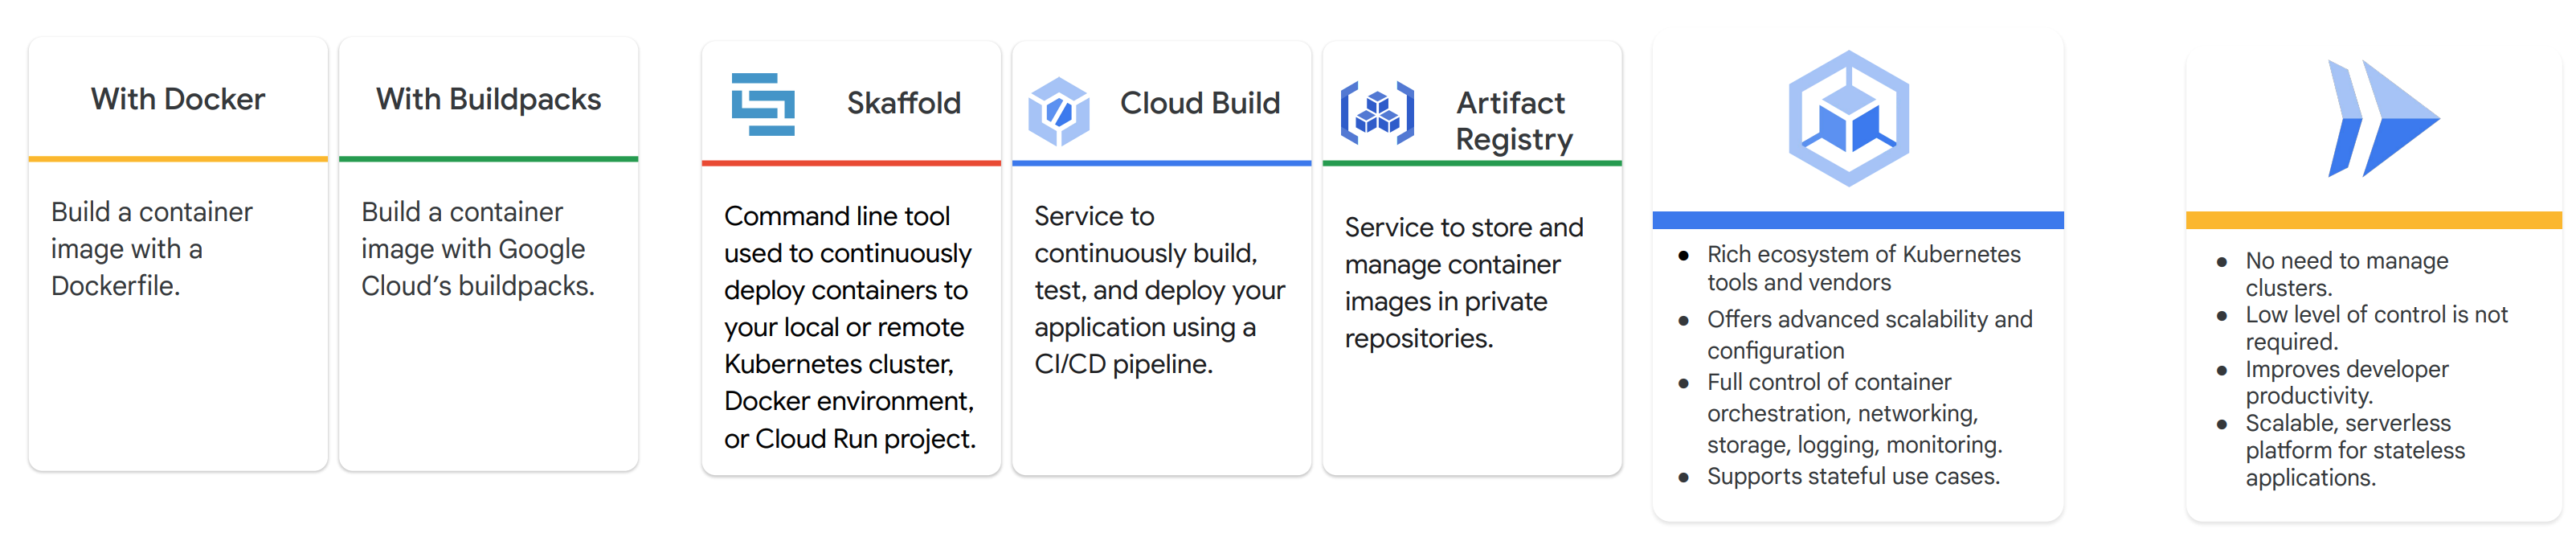 With Docker
Build a container
image with a
Dockerfile.
With Buildpacks
Build a container
image with Google
Cloud’s buildpacks.
Skaffold
Command line tool
used to continuously
deploy containers to
your local or remote
Kubernetes cluster,
Docker environment,
or Cloud Run project.
Cloud Build
Service to
continuously build,
test, and deploy your
application using a
CI/CD pipeline.
Artifact
Registry
Service to store and
manage container
images in private
repositories.
● Rich ecosystem of Kubernetes
tools and vendors
● Offers advanced scalability and
configuration
● Full control of container
orchestration, networking,
storage, logging, monitoring.
● Supports stateful use cases.
● No need to manage
clusters.
● Low level of control is not
required.
● Improves developer
productivity.
● Scalable, serverless
platform for stateless
applications.